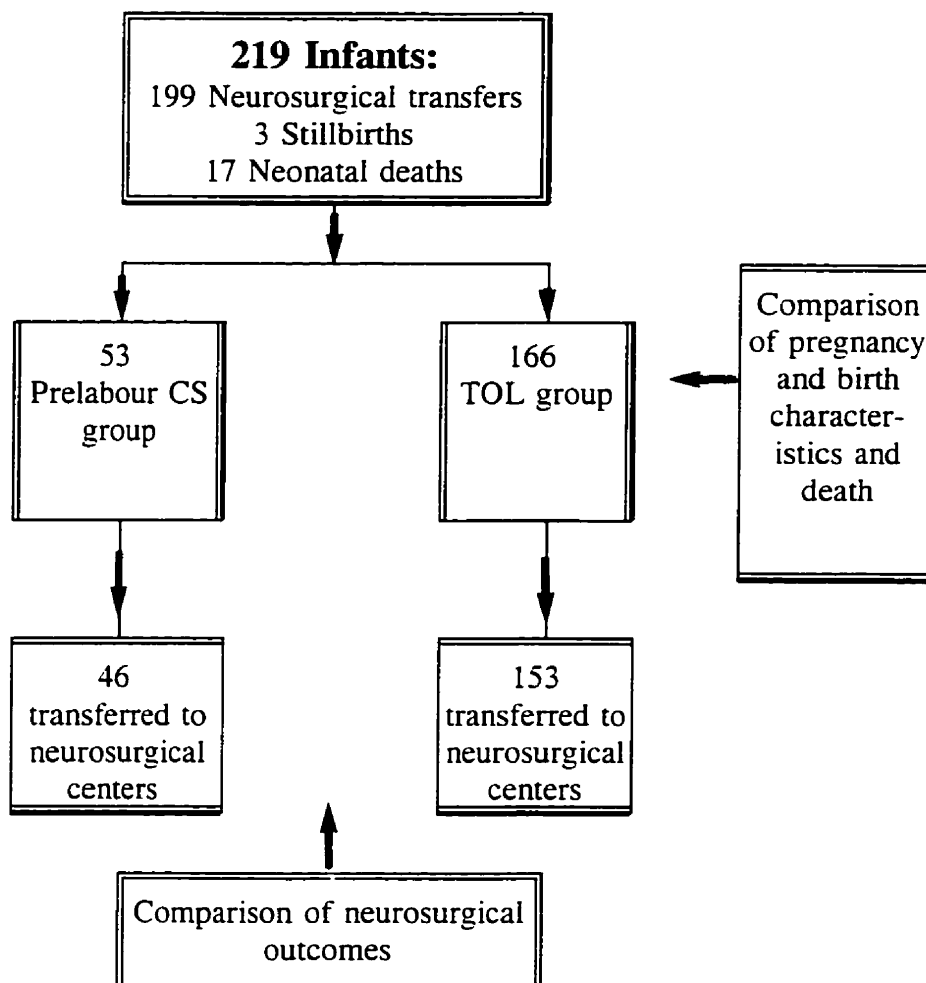 219 Infants:
199 Neurosurgical transfers
3 Stillbirths
17 Neonatal deaths
53
Prelabour CS
group
166
TOL group
Comparison
of pregnancy
and birth
character-
istics and
death
46
transferred to
neurosurgical
centers
153
transferred to
neurosurgical
centers
Comparison of neurosurgical
outcomes